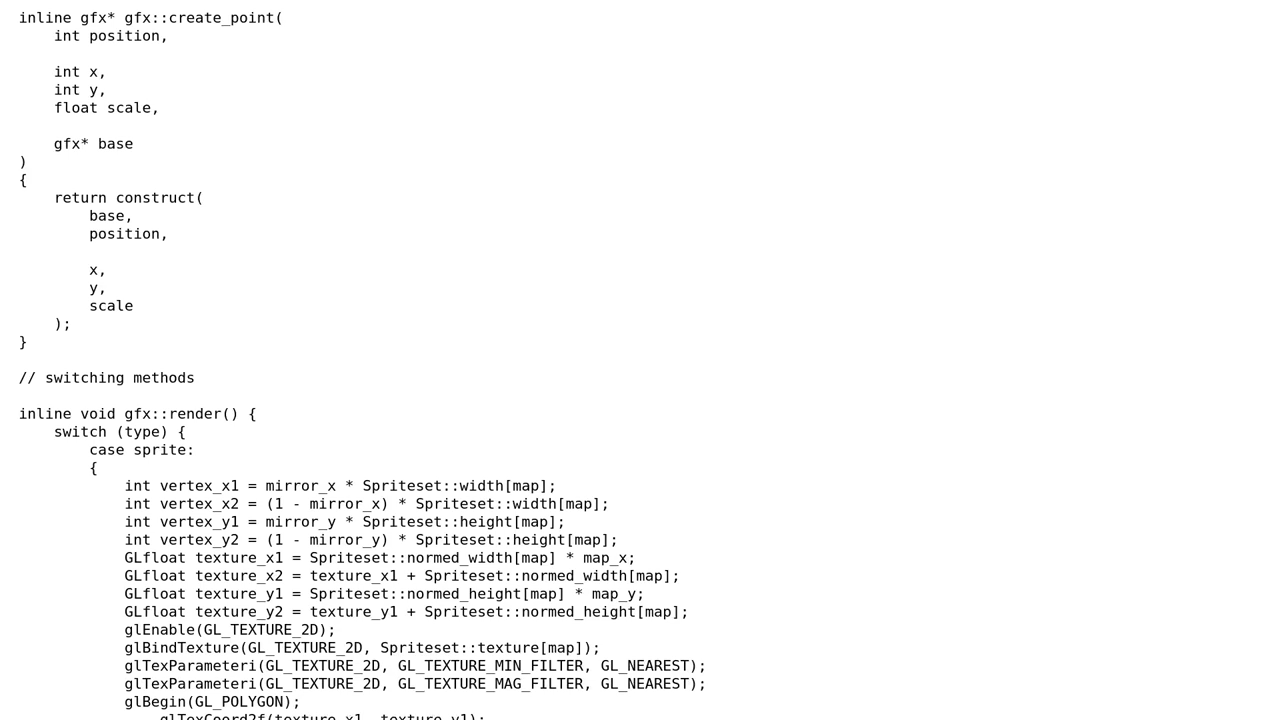 inline gfx* gfx::create_point(
    int position,

    int x,
    int y,
    float scale,

    gfx* base
)
{
    return construct(
        base,
        position,

        x,
        y,
        scale
    );
}

// switching methods

inline void gfx::render() {
    switch (type) {
        case sprite:
        {
            int vertex_x1 = mirror_x * Spriteset::width[map];
            int vertex_x2 = (1 - mirror_x) * Spriteset::width[map];
            int vertex_y1 = mirror_y * Spriteset::height[map];
            int vertex_y2 = (1 - mirror_y) * Spriteset::height[map];
            GLfloat texture_x1 = Spriteset::normed_width[map] * map_x;
            GLfloat texture_x2 = texture_x1 + Spriteset::normed_width[map];
            GLfloat texture_y1 = Spriteset::normed_height[map] * map_y;
            GLfloat texture_y2 = texture_y1 + Spriteset::normed_height[map];
            glEnable(GL_TEXTURE_2D);
            glBindTexture(GL_TEXTURE_2D, Spriteset::texture[map]);
            glTexParameteri(GL_TEXTURE_2D, GL_TEXTURE_MIN_FILTER, GL_NEAREST);
            glTexParameteri(GL_TEXTURE_2D, GL_TEXTURE_MAG_FILTER, GL_NEAREST);
            glBegin(GL_POLYGON);
                glTexCoord2f(texture_x1, texture_y1);